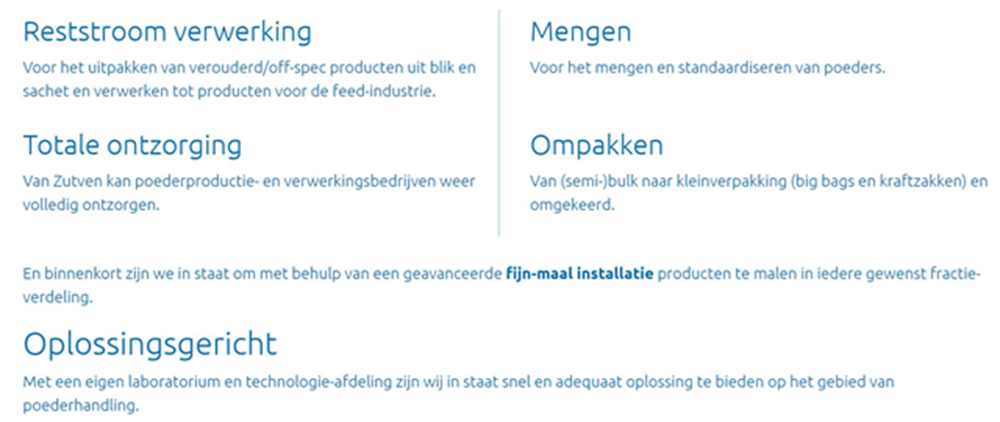 Reststroom verwerking
Voor het uitpakken van verouderd/off-spec producten uit blik en
sachet en verwerken tot producten voor de feed-industrie.
Totale ontzorging
Van Zutven kan poederproductie- en verwerkingsbedrijven weer
volledig ontzorgen.
Mengen
Voor het mengen en standaardiseren van poeders.
Ompakken
Van (semi-)bulk naar kleinverpakking (big bags en kraftzakken) en
omgekeerd.
En binnenkort zijn we in staat om met behulp van een geavanceerde fijn-maal installatie producten te malen in iedere gewenst fractie-
verdeling.
Oplossingsgericht
Met een eigen laboratorium en technologie-afdeling zijn wij in staat snel en adequaat oplossing te bieden op het gebied van
poederhandling.